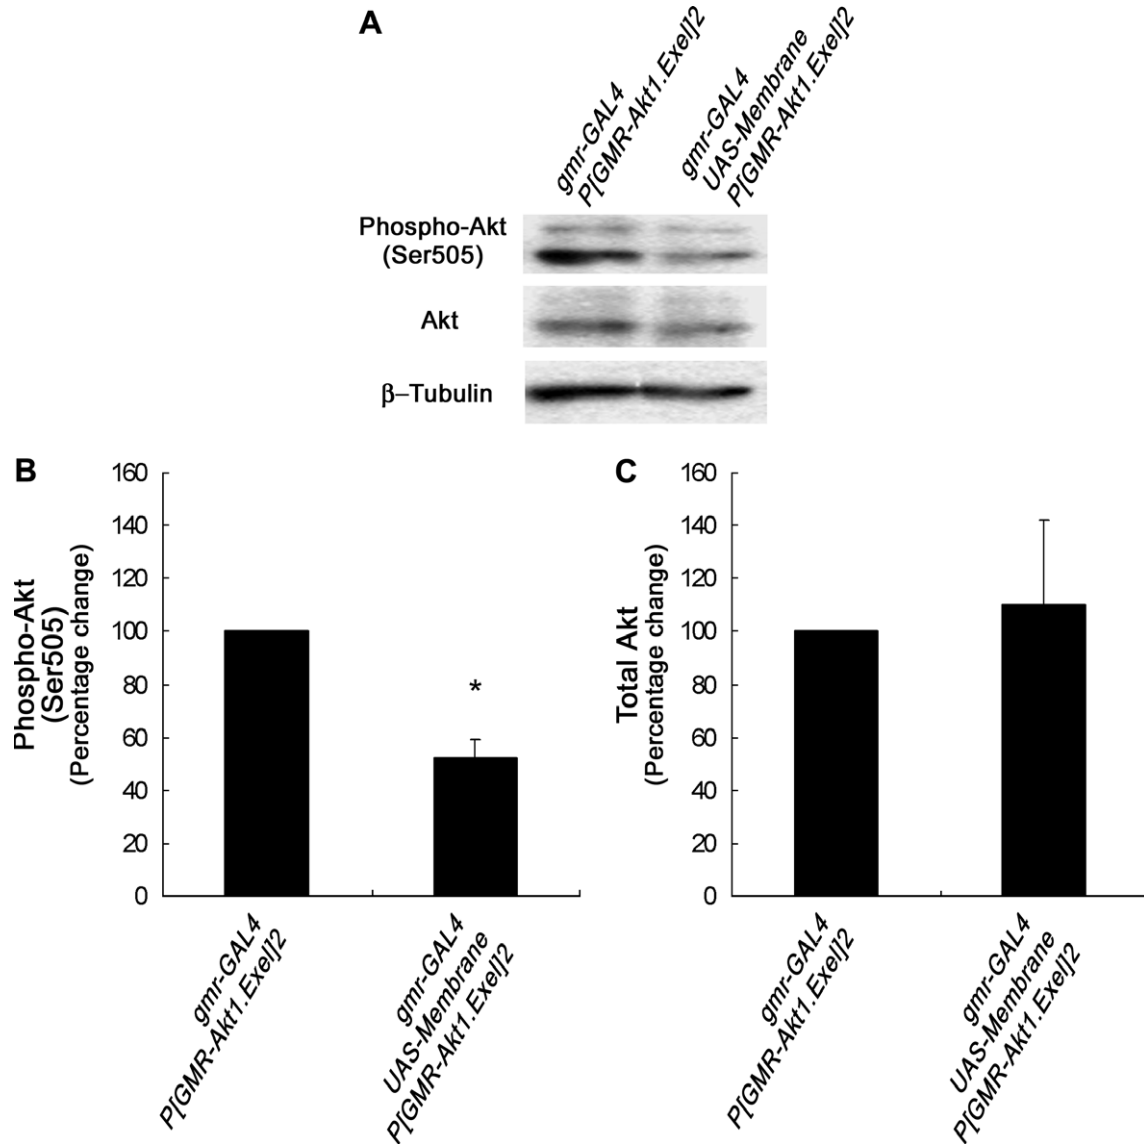 A
gmr-GAL4
P[GMR-Akt1.Exel]2
gmr-GAL4
UAS-Membrane
P[GMR-Akt1.Exel]2
Phospho-Akt
(Ser505)
Akt
β–Tubulin
B
Phospho-Akt
(Ser505)
(Percentage change)
160
140
120
100
80
60
40
20
0
*
gmr-GAL4
P[GMR-Akt1.Exel]2
gmr-GAL4
UAS-Membrane
P[GMR-Akt1.Exel]2
C
Total Akt
(Percentage change)
160
140
120
100
80
60
40
20
0
gmr-GAL4
P[GMR-Akt1.Exel]2
gmr-GAL4
UAS-Membrane
P[GMR-Akt1.Exel]2